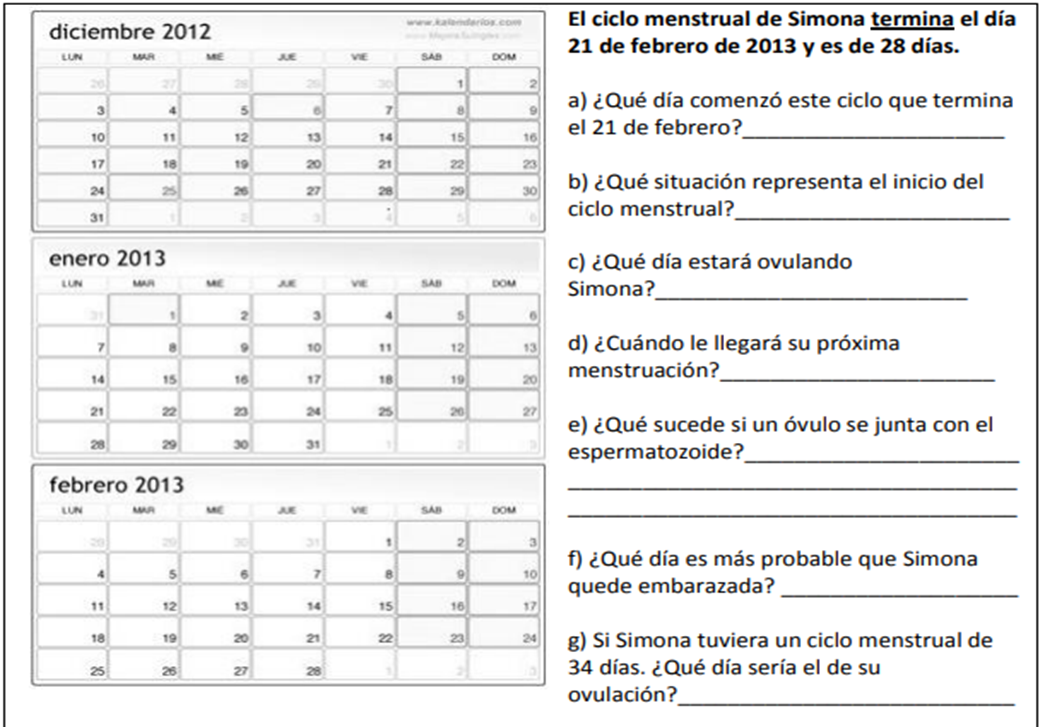 diciembre 2012
www.kalendarios.com
LUN MAR MIE JUE VIE SAB DOM
26 27 28 29 30 1 2
3 4 5 6 7 8 9
10 11 12 13 14 15 16
17 18 19 20 21 22 23
24 25 26 27 28 29 30
31 1 2 3 4 5 6
enero 2013
LUN MAR MIE JUE VIE SAB DOM
31 1 2 3 4 5 6
7 8 9 10 11 12 13
14 15 16 17 18 19 20
21 22 23 24 25 26 27
28 29 30 31 1 2 3
febrero 2013
LUN MAR MIE JUE VIE SAB DOM
28 29 30 31 1 2 3
4 5 6 7 8 9 10
11 12 13 14 15 16 17
18 19 20 21 22 23 24
25 26 27 28 1 2 3
El ciclo menstrual de Simona termina el día
21 de febrero de 2013 y es de 28 días.
a) ¿Qué día comenzó este ciclo que termina
el 21 de febrero?
b) ¿Qué situación representa el inicio del
ciclo menstrual?
c) ¿Qué día estará ovulando
Simona?
d) ¿Cuándo le llegará su próxima
menstruación?
e) ¿Qué sucede si un óvulo se junta con el
espermatozoide?
f) ¿Qué día es más probable que Simona
quede embarazada?
g) Si Simona tuviera un ciclo menstrual de
34 días. ¿Qué día sería el de su
ovulación?